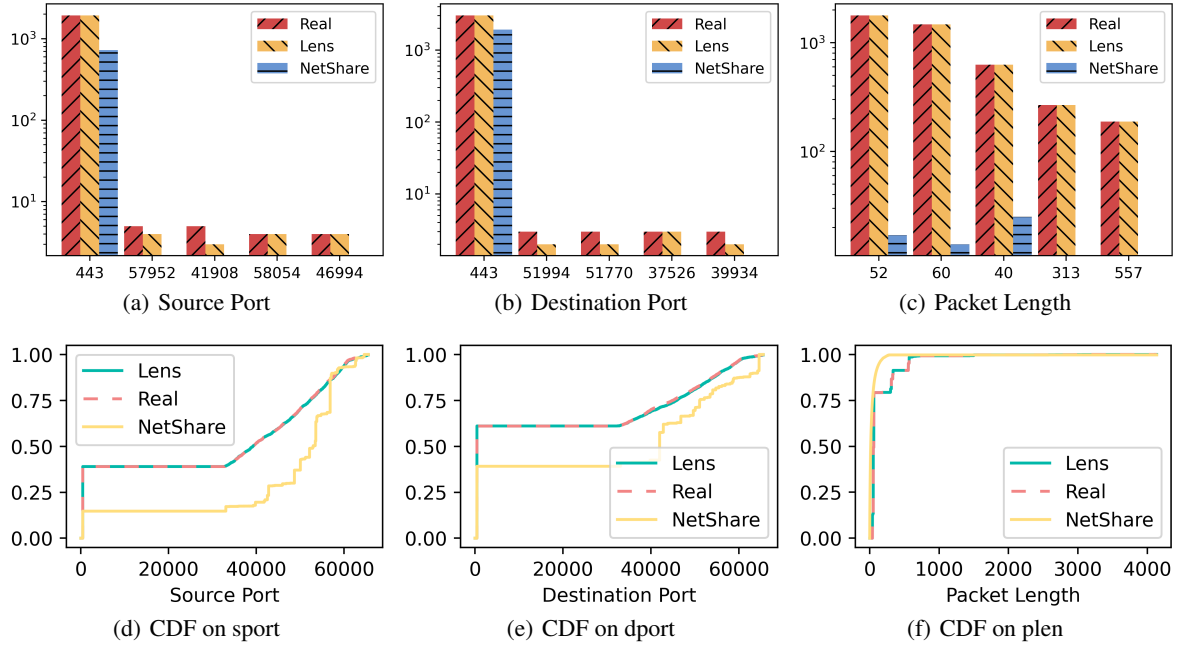 Real
Lens
NetShare
10³
10²
10¹
443 57952 41908 58054 46994
(a) Source Port
Real
Lens
NetShare
10³
10²
10¹
443 51994 51770 37526 39934
(b) Destination Port
Real
Lens
NetShare
10³
10²
52 60 40 313 557
(c) Packet Length
1.00
0.75
0.50
0.25
0.00
Lens
Real
NetShare
0 20000 40000 60000
Source Port
(d) CDF on sport
1.00
0.75
0.50
0.25
0.00
Lens
Real
NetShare
0 20000 40000 60000
Destination Port
(e) CDF on dport
1.00
0.75
0.50
0.25
0.00
Lens
Real
NetShare
0 1000 2000 3000 4000
Packet Length
(f) CDF on plen